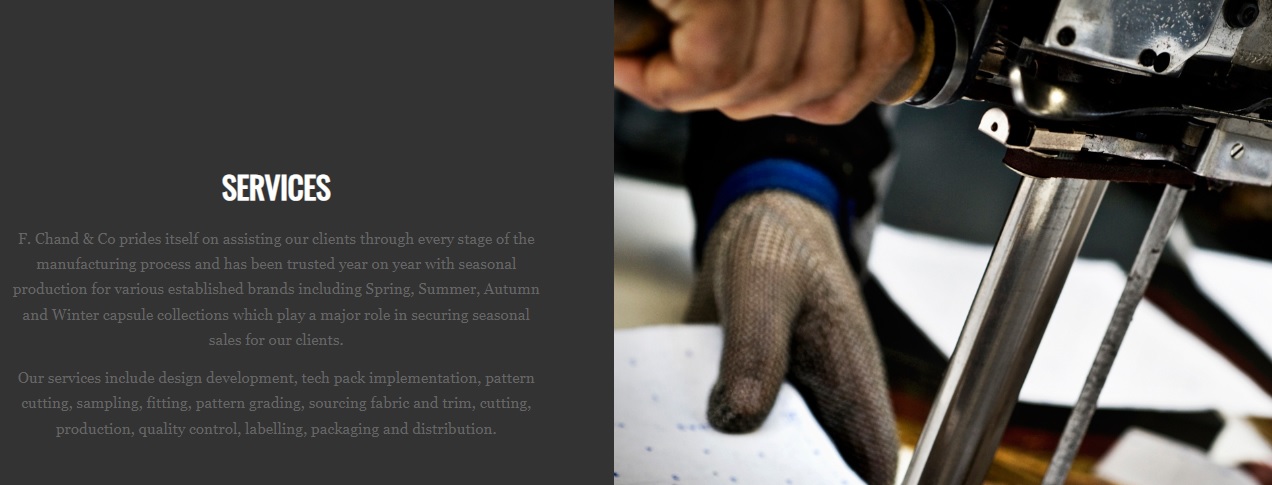 SERVICES
F. Chand & Co prides itself on assisting our clients through every stage of the
manufacturing process and has been trusted year on year with seasonal
production for various established brands including Spring, Summer, Autumn
and Winter capsule collections which play a major role in securing seasonal
sales for our clients.
Our services include design development, tech pack implementation, pattern
cutting, sampling, fitting, pattern grading, sourcing fabric and trim, cutting,
production, quality control, labelling, packaging and distribution.